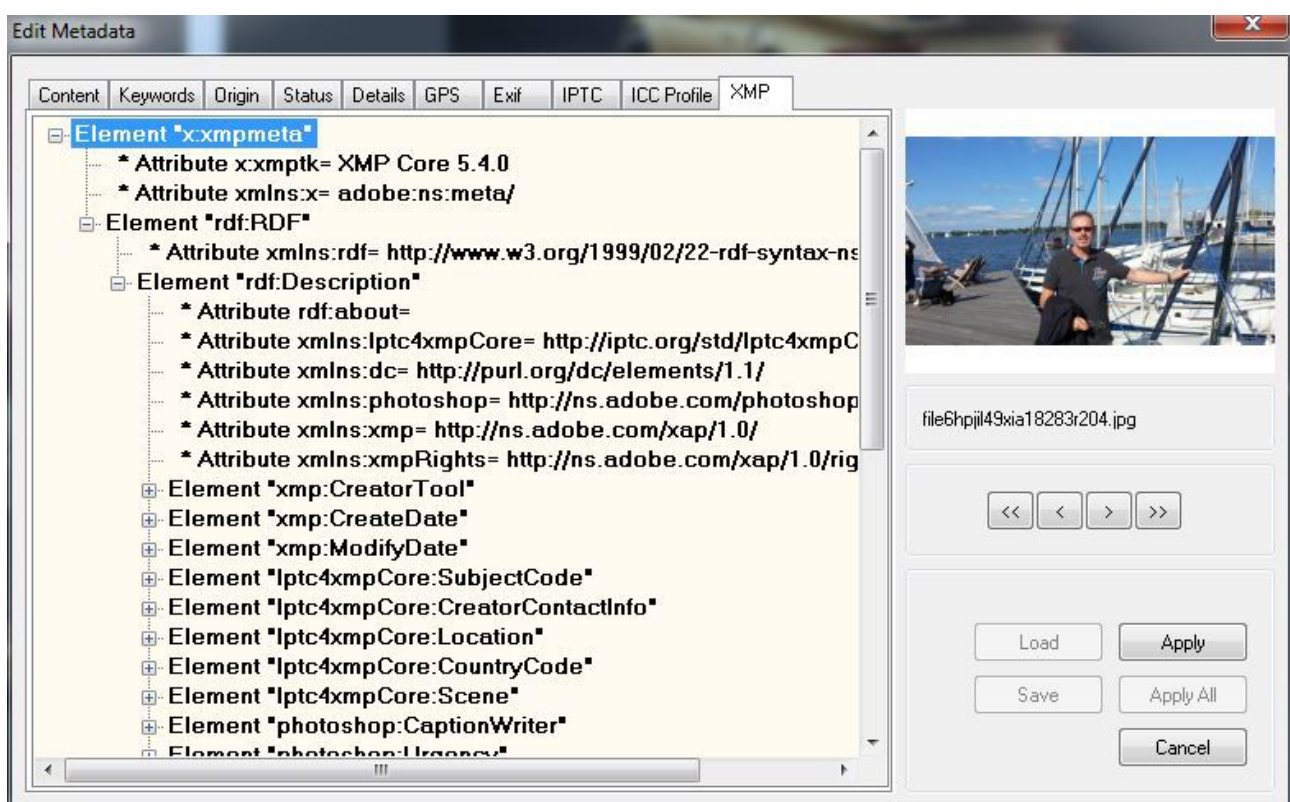 Edit Metadata
X
Content Keywords Origin Status Details GPS Exif IPTC ICC Profile XMP
Element "x:xmpmeta"
* Attribute x:xmptk= XMP Core 5.4.0
* Attribute xmlns:x= adobe:ns:meta/
Element "rdf:RDF"
* Attribute xmlns:rdf= http://www.w3.org/1999/02/22-rdf-syntax-ns
Element "rdf:Description"
* Attribute rdf:about=
* Attribute xmlns:Iptc4xmpCore= http://iptc.org/std/Iptc4xmpC
* Attribute xmlns:dc= http://purl.org/dc/elements/1.1/
* Attribute xmlns:photoshop= http://ns.adobe.com/photoshop
* Attribute xmlns:xmp= http://ns.adobe.com/xap/1.0/
* Attribute xmlns:xmpRights= http://ns.adobe.com/xap/1.0/rig
Element "xmp:CreatorTool"
Element "xmp:CreateDate"
Element "xmp:ModifyDate"
Element "Iptc4xmpCore:SubjectCode"
Element "Iptc4xmpCore:CreatorContactInfo"
Element "Iptc4xmpCore:Location"
Element "Iptc4xmpCore:CountryCode"
Element "Iptc4xmpCore:Scene"
Element "photoshop:CaptionWriter"
Element "photoshop:Urgency"
file6hpjil49xia18283r204.jpg
<< < > >>
Load Apply
Save Apply All
Cancel